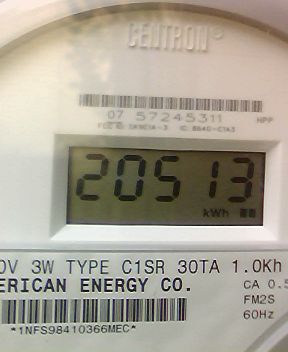 CENTRON®
07 57245311 HPP
20513
kWh
0V 3W TYPE C1SR 30TA 1.0Kh
ERICAN ENERGY CO. CA 0.5
FM2S
*1NFS98410366MEC* 60Hz